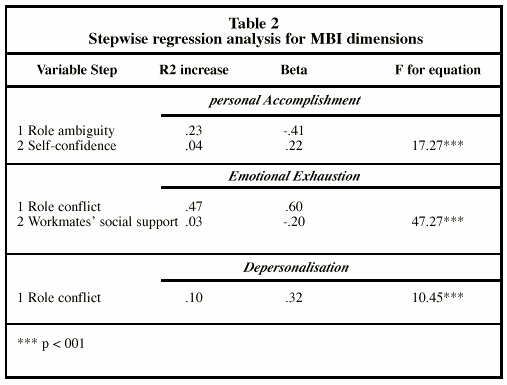 Table 2
Stepwise regression analysis for MBI dimensions
Variable Step R2 increase Beta F for equation
personal Accomplishment
1 Role ambiguity .23 -.41
2 Self-confidence .04 .22 17.27***
Emotional Exhaustion
1 Role conflict .47 .60
2 Workmates' social support .03 -.20 47.27***
Depersonalisation
1 Role conflict .10 .32 10.45***
*** p < 001